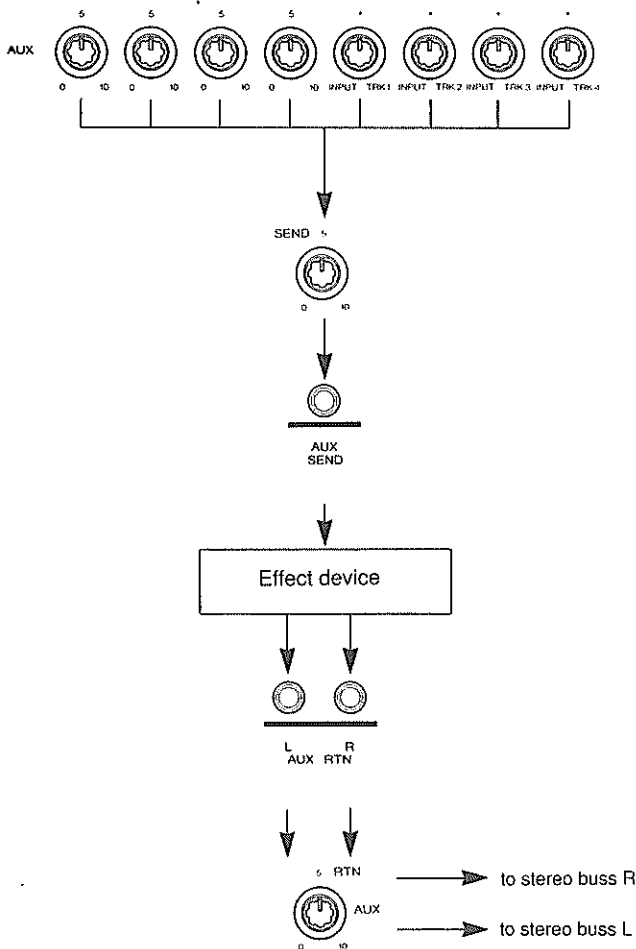 5 5 5 5
AUX
0 10 0 10 0 10 0 10 INPUT TRK1 INPUT TRK2 INPUT TRK3 INPUT TRK4
SEND 5
0 10
AUX
SEND
Effect device
L R
AUX RTN
5 RTN
to stereo buss R
AUX
0 10
to stereo buss L